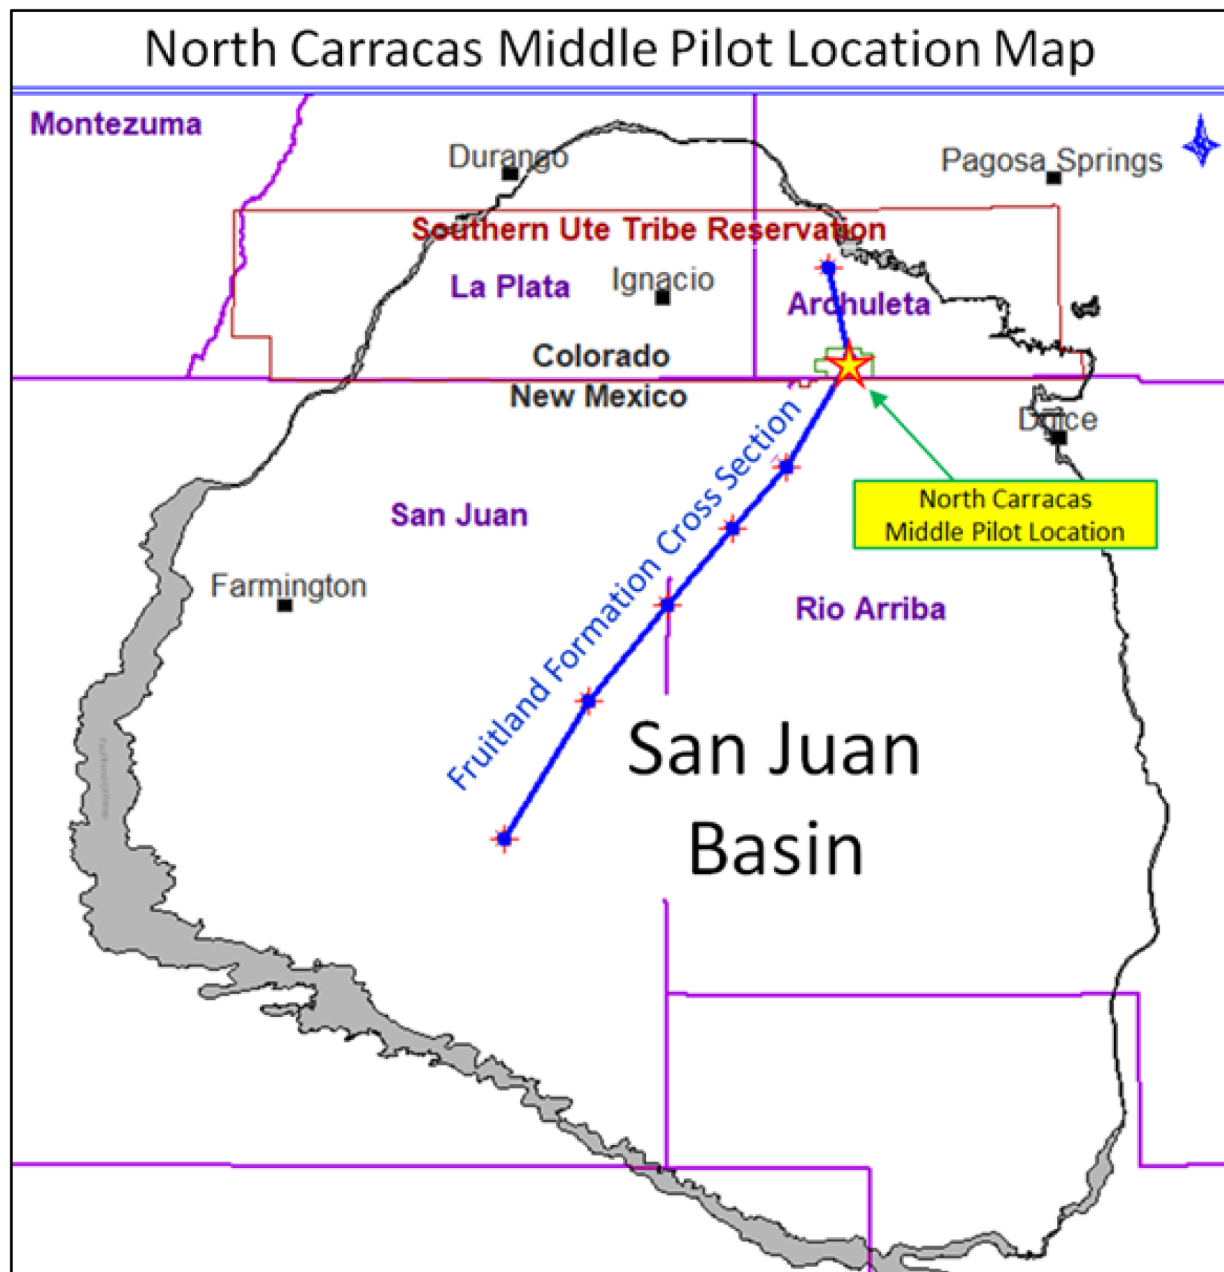 North Carracas Middle Pilot Location Map
Montezuma
Durango
Pagosa Springs
Southern Ute Tribe Reservation
La Plata
Ignacio
Archuleta
Colorado
New Mexico
Dulce
Fruitland Formation Cross Section
North Carracas
Middle Pilot Location
San Juan
Farmington
Rio Arriba
San Juan
Basin